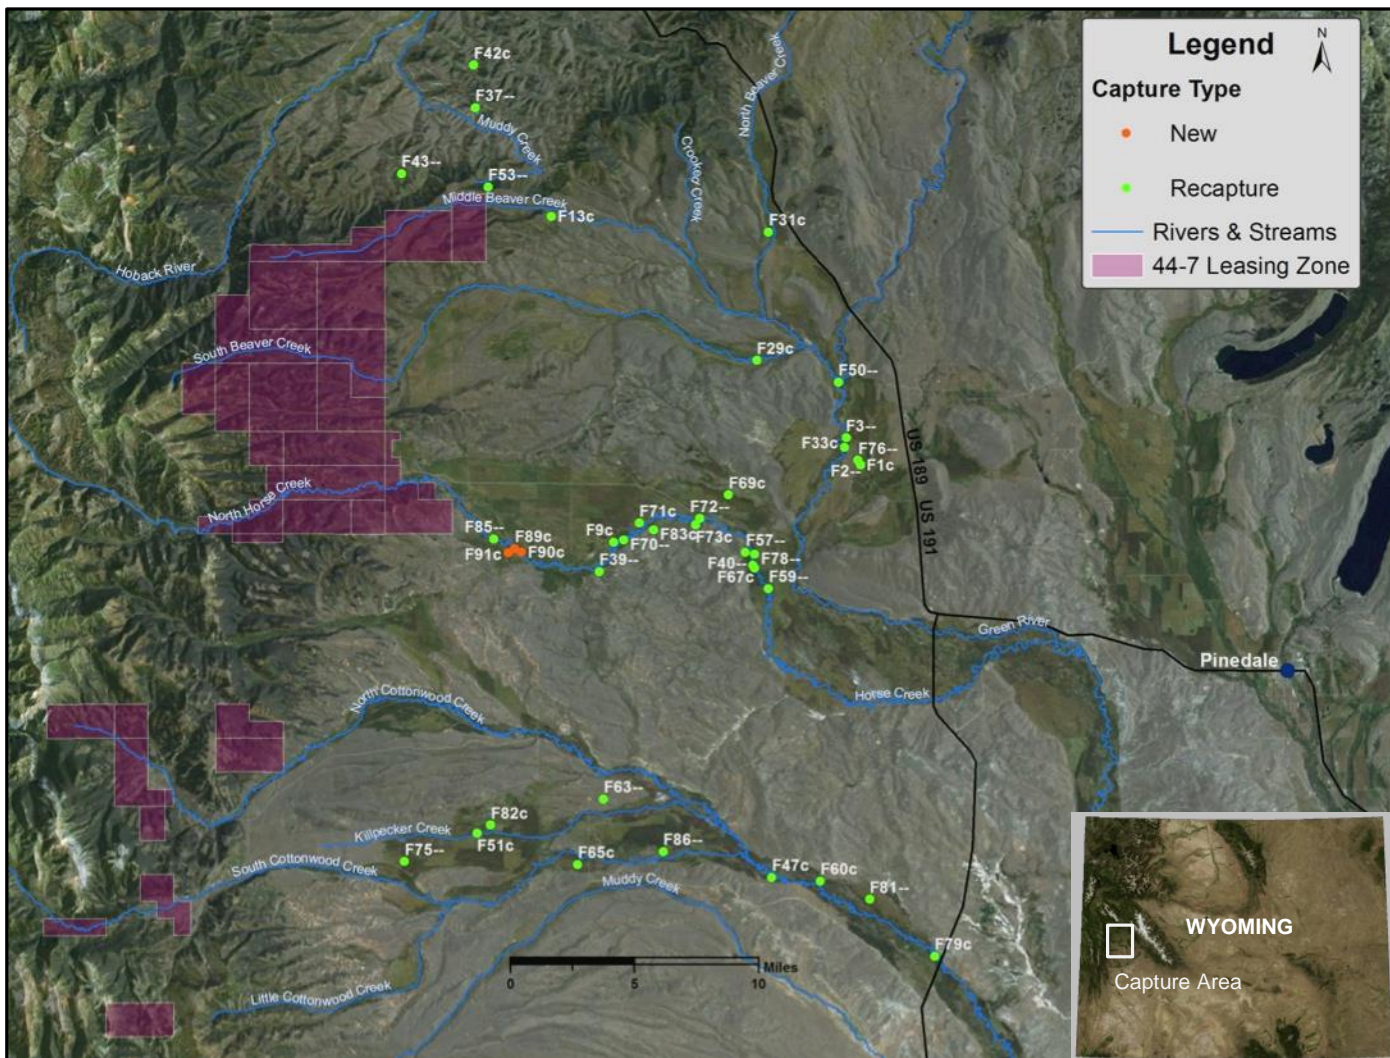 Legend
N
Capture Type
New
Recapture
Rivers & Streams
44-7 Leasing Zone
F42c
F37--
Muddy Creek
North Beaver Creek
Crooked Creek
F43--
F53--
Middle Beaver Creek
F13c
F31c
Hoback River
South Beaver Creek
F29c
F50--
F3--
F33c
F76--
F2--
F1c
US 189 US 191
North Horse Creek
F69c
F85--
F89c
F91c
F90c
F9c
F71c
F72--
F70--
F83c
F73c
F39--
F57--
F40--
F78--
F67c
F59--
Green River
Pinedale
Horse Creek
North Cottonwood Creek
F63--
F82c
Killpecker Creek
F51c
F75--
South Cottonwood Creek
F65c
F86--
Muddy Creek
F47c
F60c
F81--
F79c
Little Cottonwood Creek
Miles
0 5 10
WYOMING
Capture Area